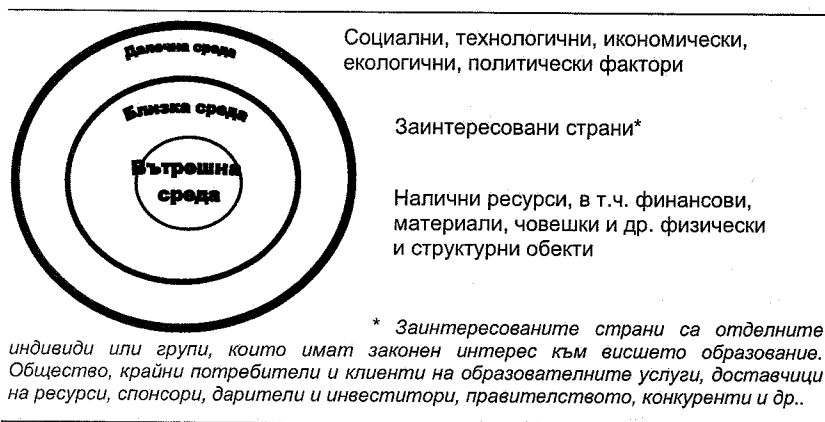 Далечна среда
Близка среда
Вътрешна
среда
Социални, технологични, икономически,
екологични, политически фактори
Заинтересовани страни*
Налични ресурси, в т.ч. финансови,
материали, човешки и др. физически
и структурни обекти
* Заинтересованите страни са отделните
индивиди или групи, които имат законен интерес към висшето образование.
Общество, крайни потребители и клиенти на образователните услуги, доставчици
на ресурси, спонсори, дарители и инвеститори, правителството, конкуренти и др..